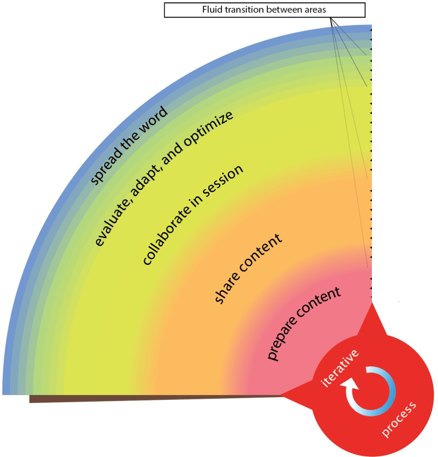 Fluid transition between areas
spread the word
evaluate, adapt, and optimize
collaborate in session
share content
prepare content
iterative
process